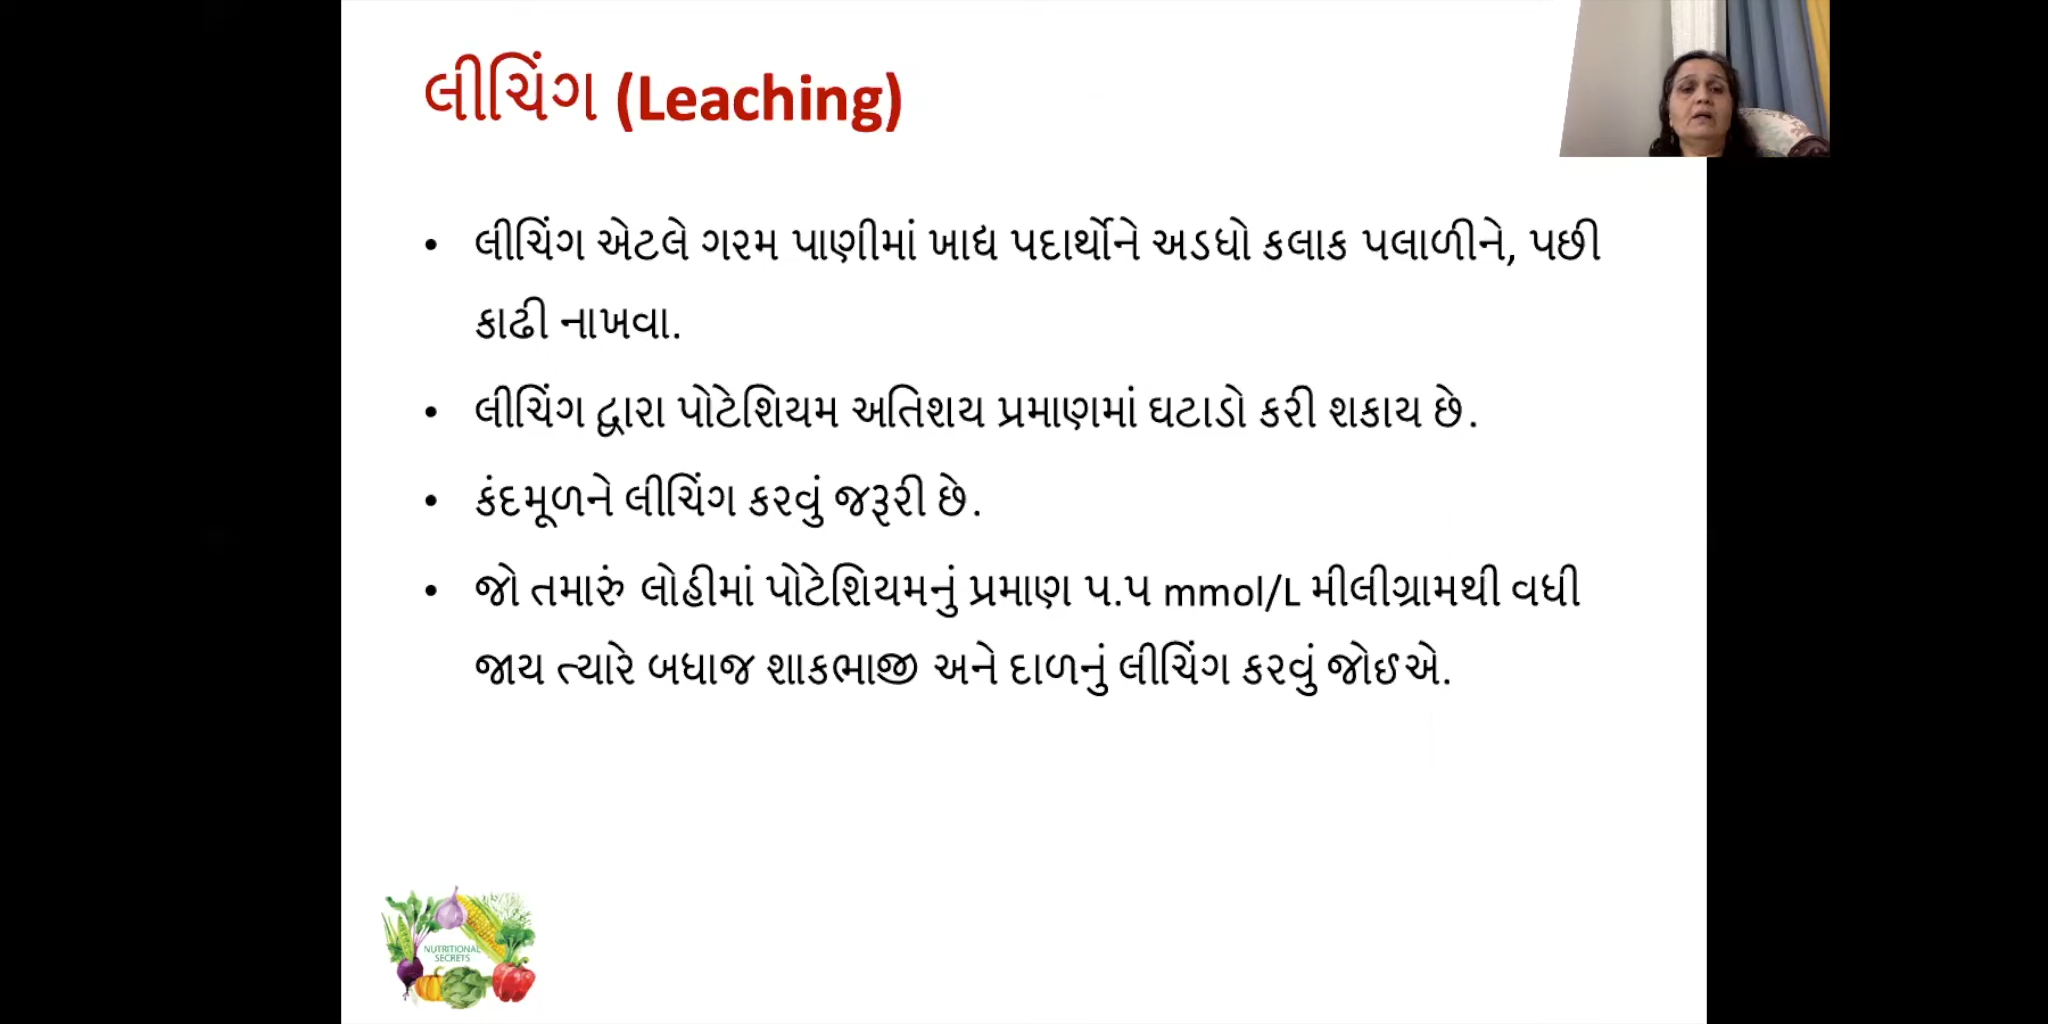 લીચિંગ (Leaching)
• લીચિંગ એટલે ગરમ પાણીમાં ખાદ્ય પદાર્થોને અડધો કલાક પલાળીને, પછી
કાઢી નાખવા.
• લીચિંગ દ્વારા પોટેશિયમ અતિશય પ્રમાણમાં ઘટાડો કરી શકાય છે.
• કંદમૂળને લીચિંગ કરવું જરૂરી છે.
• જો તમારું લોહીમાં પોટેશિયમનું પ્રમાણ ૫.૫ mmol/L મીલીગ્રામથી વધી
જાય ત્યારે બધાજ શાકભાજી અને દાળનું લીચિંગ કરવું જોઈએ.
NUTRITIONAL
SECRETS